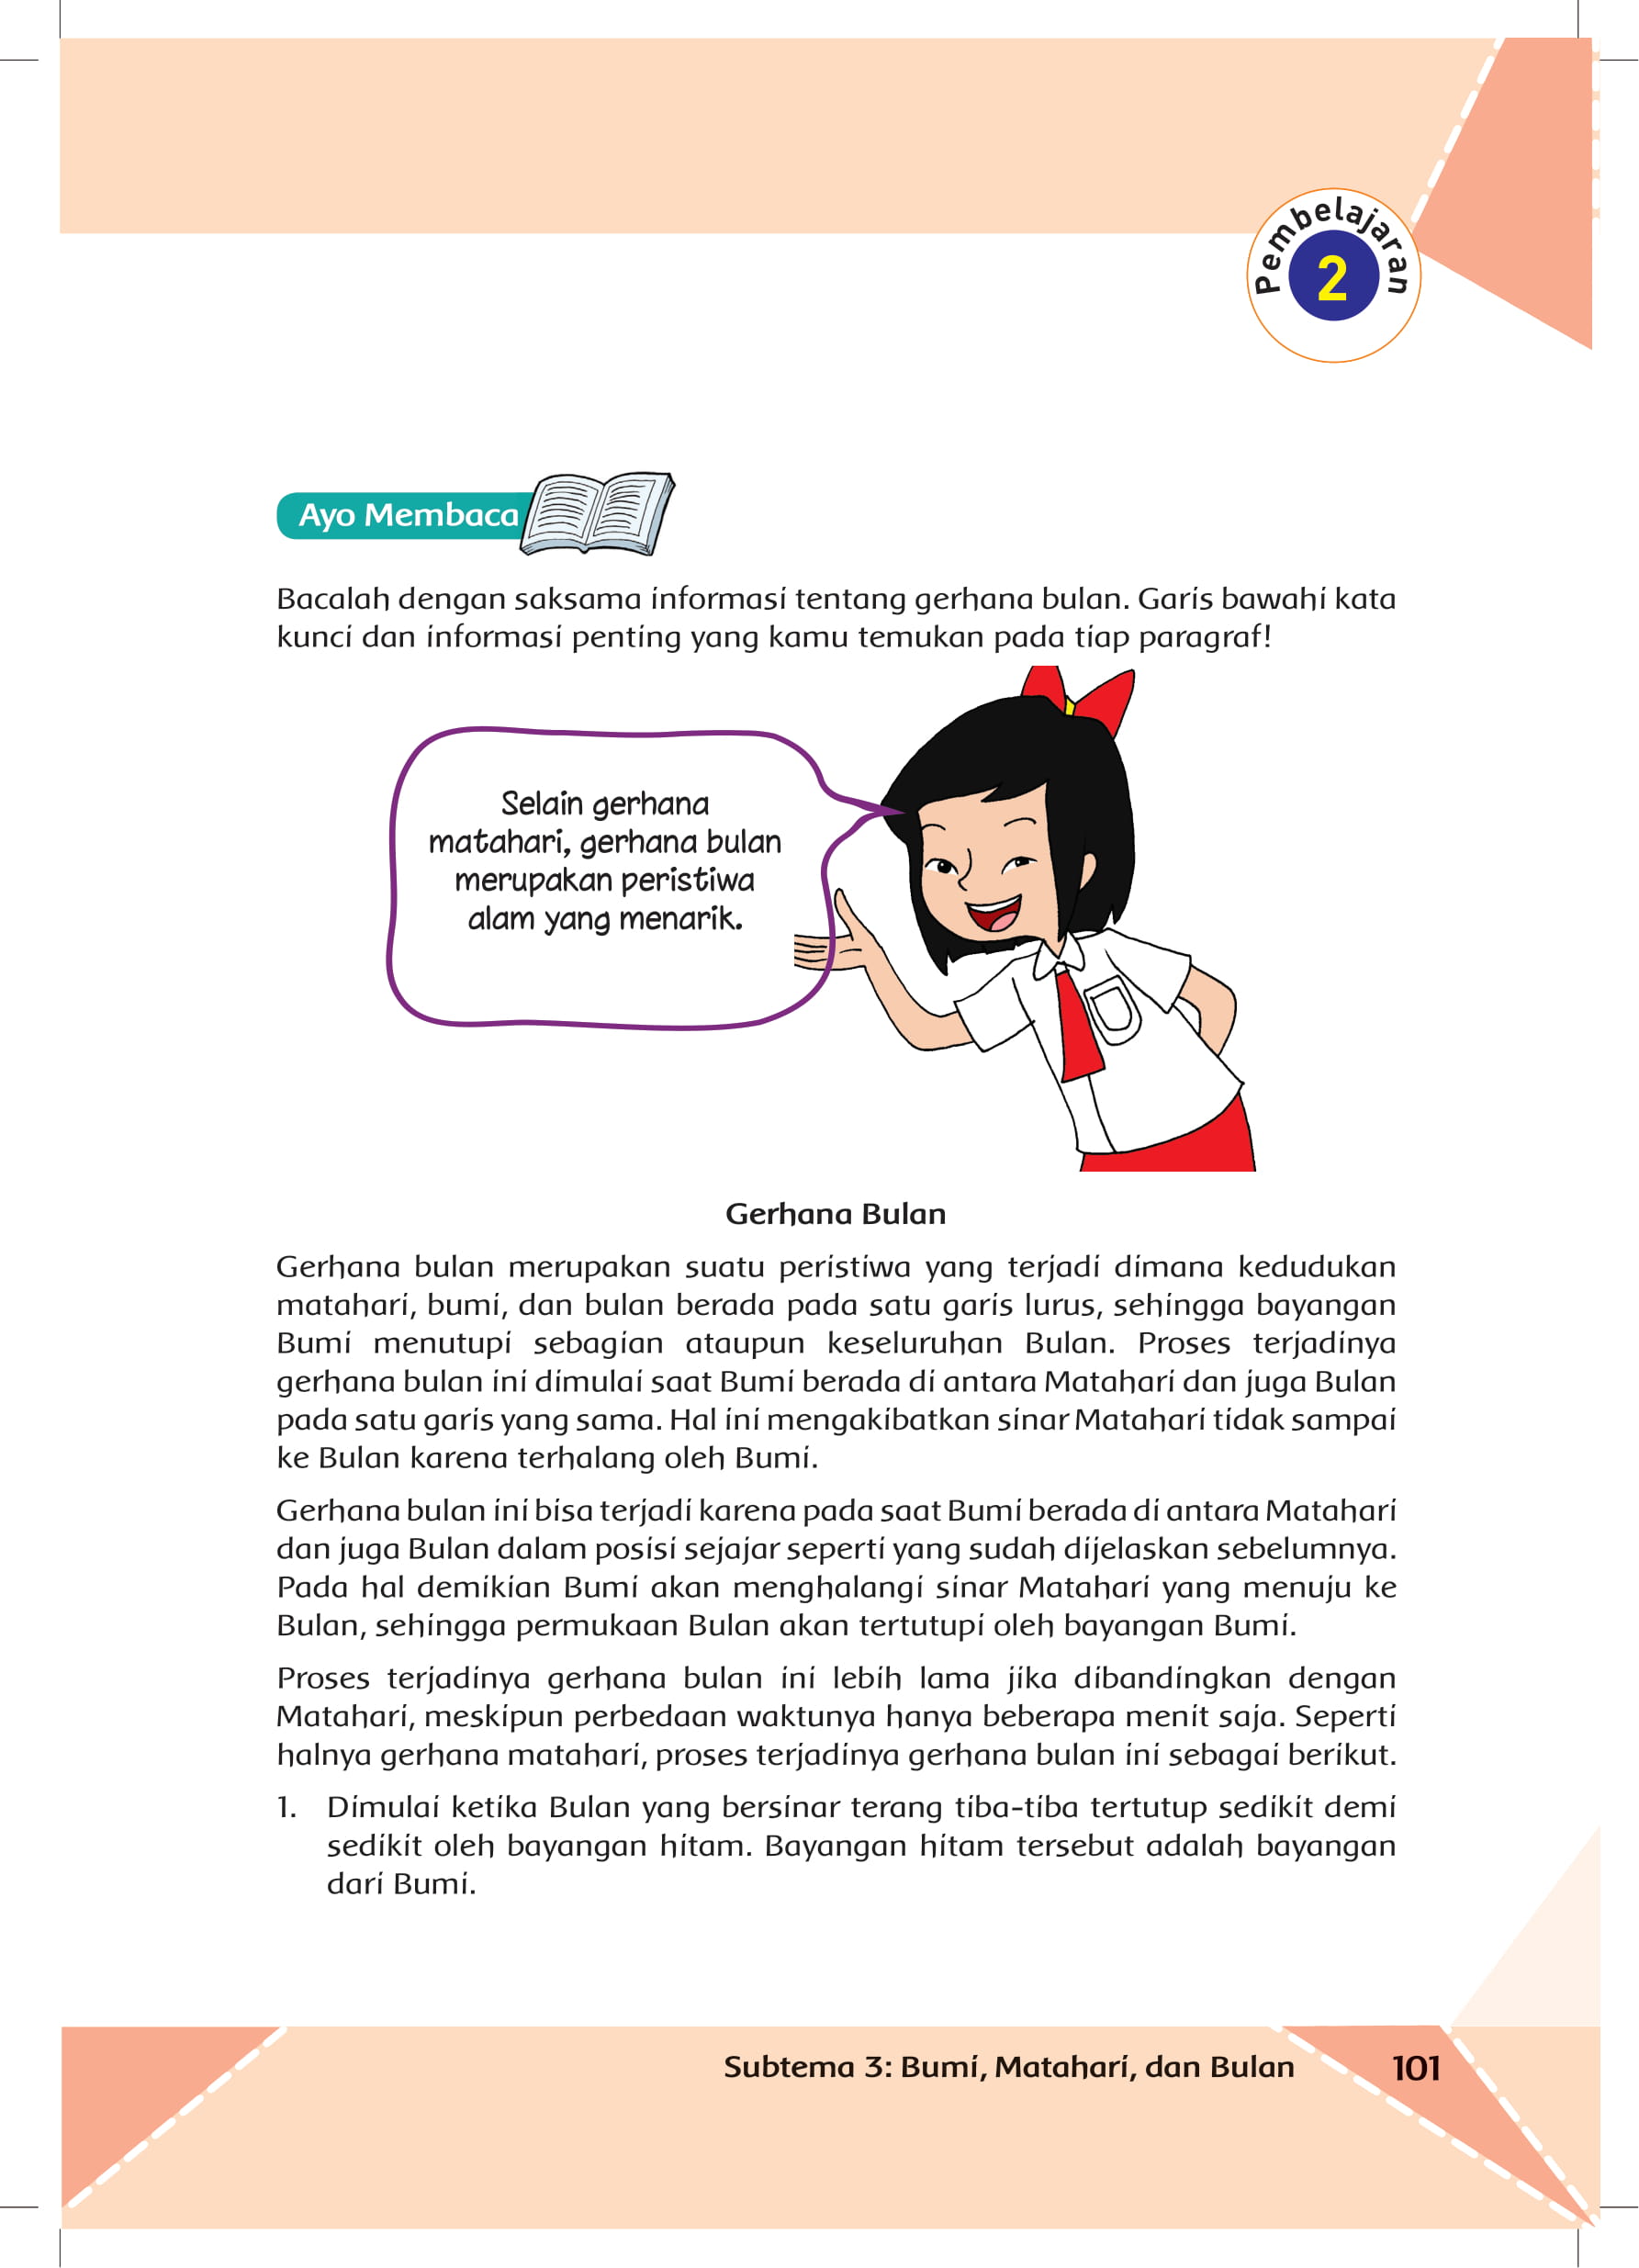 Pembelajaran
2
Ayo Membaca
Bacalah dengan saksama informasi tentang gerhana bulan. Garis bawahi kata
kunci dan informasi penting yang kamu temukan pada tiap paragraf!
Selain gerhana
matahari, gerhana bulan
merupakan peristiwa
alam yang menarik.
Gerhana Bulan
Gerhana bulan merupakan suatu peristiwa yang terjadi dimana kedudukan
matahari, bumi, dan bulan berada pada satu garis lurus, sehingga bayangan
Bumi menutupi sebagian ataupun keseluruhan Bulan. Proses terjadinya
gerhana bulan ini dimulai saat Bumi berada di antara Matahari dan juga Bulan
pada satu garis yang sama. Hal ini mengakibatkan sinar Matahari tidak sampai
ke Bulan karena terhalang oleh Bumi.
Gerhana bulan ini bisa terjadi karena pada saat Bumi berada di antara Matahari
dan juga Bulan dalam posisi sejajar seperti yang sudah dijelaskan sebelumnya.
Pada hal demikian Bumi akan menghalangi sinar Matahari yang menuju ke
Bulan, sehingga permukaan Bulan akan tertutupi oleh bayangan Bumi.
Proses terjadinya gerhana bulan ini lebih lama jika dibandingkan dengan
Matahari, meskipun perbedaan waktunya hanya beberapa menit saja. Seperti
halnya gerhana matahari, proses terjadinya gerhana bulan ini sebagai berikut.
1. Dimulai ketika Bulan yang bersinar terang tiba-tiba tertutup sedikit demi
sedikit oleh bayangan hitam. Bayangan hitam tersebut adalah bayangan
dari Bumi.
Subtema 3: Bumi, Matahari, dan Bulan 101